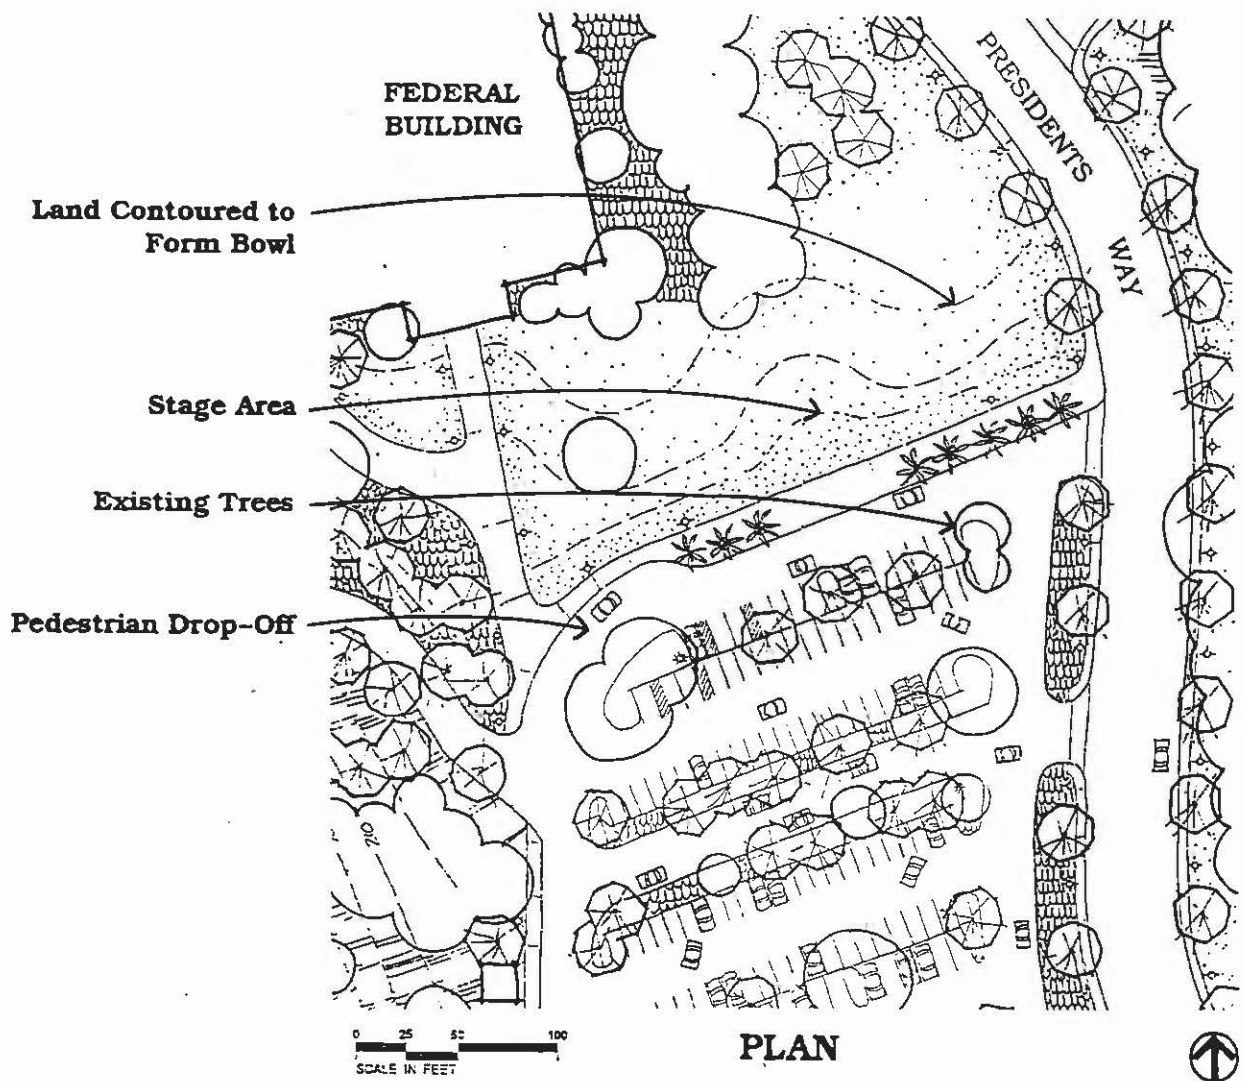 FEDERAL
BUILDING
PRESIDENTS
WAY
Land Contoured to
Form Bowl
Stage Area
Existing Trees
Pedestrian Drop-Off
210
0 25 50 100
SCALE IN FEET
PLAN